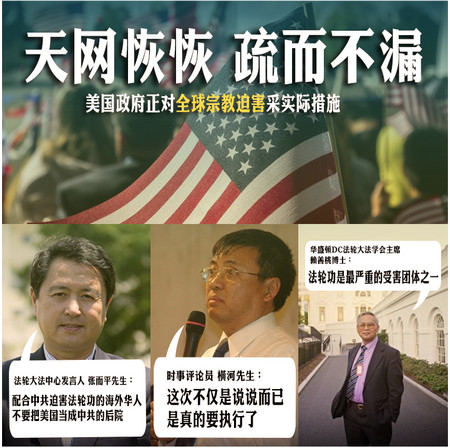 天网恢恢 疏而不漏
美国政府正对全球宗教迫害采实际措施
华盛顿DC法轮大法学会主席
赖善桃博士：
法轮功是最严重的受害团体之一
法轮大法中心发言人 张而平先生：
配合中共迫害法轮功的海外华人
不要把美国当成中共的后院
时事评论员 横河先生：
这次不仅是说说而已
是真的要执行了